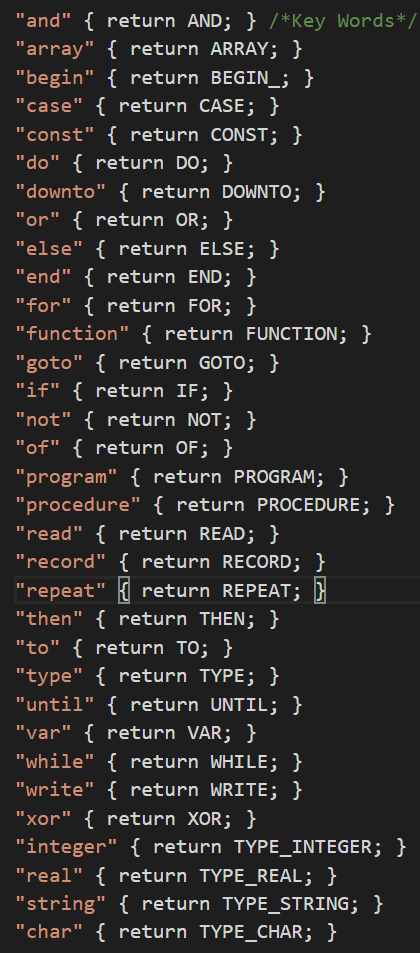 "and" { return AND; } /*Key Words*/
"array" { return ARRAY; }
"begin" { return BEGIN_; }
"case" { return CASE; }
"const" { return CONST; }
"do" { return DO; }
"downto" { return DOWNTO; }
"or" { return OR; }
"else" { return ELSE; }
"end" { return END; }
"for" { return FOR; }
"function" { return FUNCTION; }
"goto" { return GOTO; }
"if" { return IF; }
"not" { return NOT; }
"of" { return OF; }
"program" { return PROGRAM; }
"procedure" { return PROCEDURE; }
"read" { return READ; }
"record" { return RECORD; }
"repeat" { return REPEAT; }
"then" { return THEN; }
"to" { return TO; }
"type" { return TYPE; }
"until" { return UNTIL; }
"var" { return VAR; }
"while" { return WHILE; }
"write" { return WRITE; }
"xor" { return XOR; }
"integer" { return TYPE_INTEGER; }
"real" { return TYPE_REAL; }
"string" { return TYPE_STRING; }
"char" { return TYPE_CHAR; }